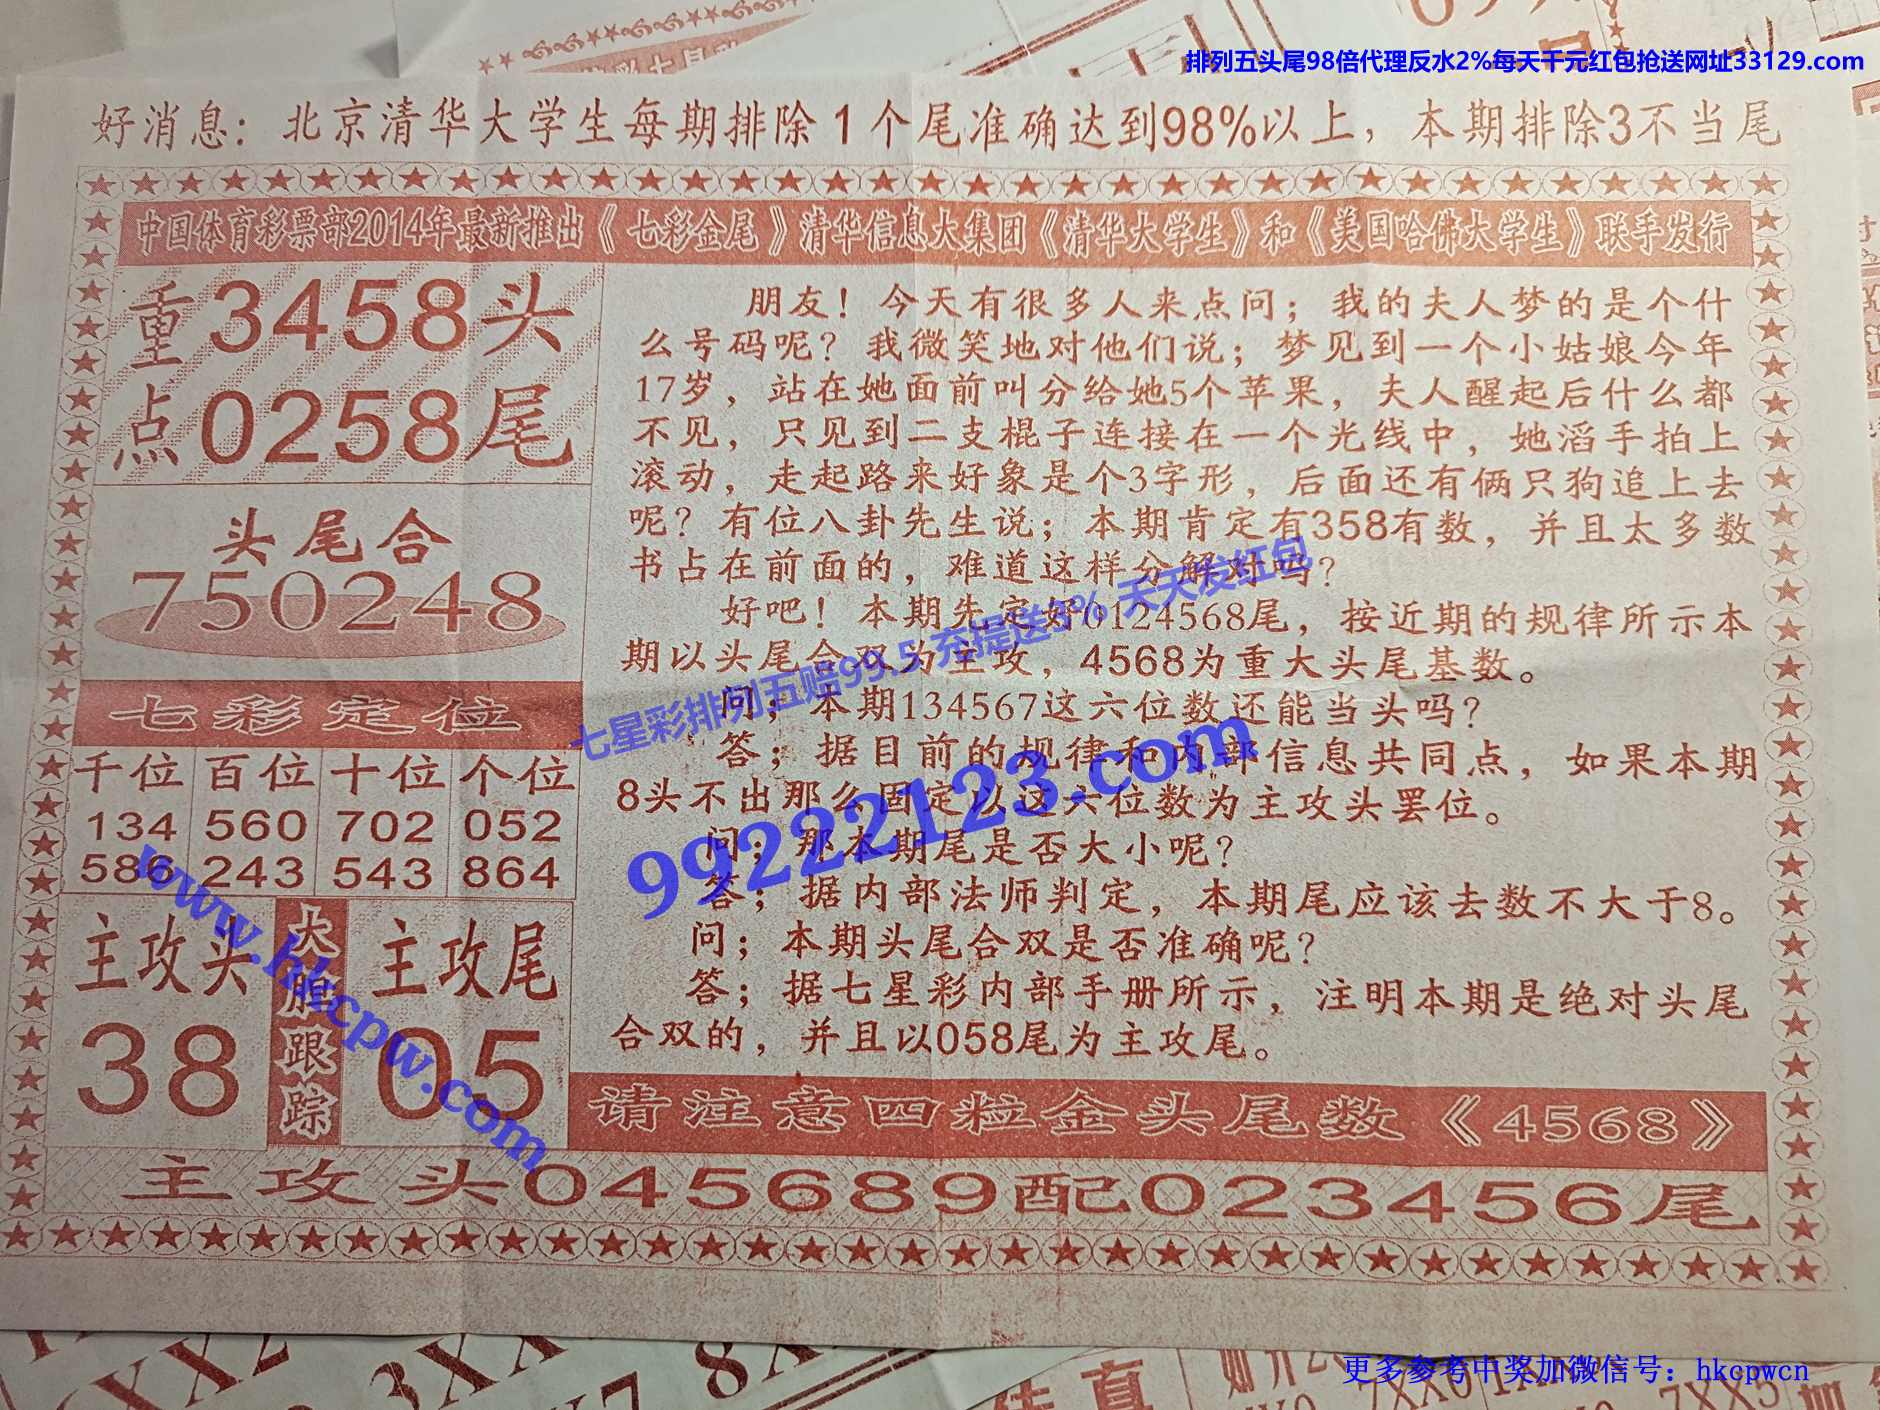 排列五头尾98倍代理反水2%每天千元红包抢送网址33129.com
好消息：北京清华大学生每期排除1个尾准确达到98%以上，本期排除3不当尾
中国体育彩票部2014年最新推出《七彩金尾》清华信息大集团《清华大学生》和《美国哈佛大学生》联手发行
重 3458头
点 0258尾
头尾合
750248
七彩定位
千位 百位 十位 个位
134 560 702 052
586 243 543 864
主攻头 大胆跟踪 主攻尾
38 05
朋友！今天有很多人来点问；我的夫人梦的是个什
么号码呢？我微笑地对他们说；梦见到一个小姑娘今年
17岁，站在她面前叫分给她5个苹果，夫人醒起后什么都
不见，只见到二支棍子连接在一个光线中，她滔手拍上
滚动，走起路来好象是个3字形，后面还有俩只狗追上去
呢？有位八卦先生说；本期肯定有358有数，并且太多数
书占在前面的，难道这样分解对吗？
好吧！本期先定好0124568尾，按近期的规律所示本
期以头尾合双为主攻，4568为重大头尾基数。
问；本期134567这六位数还能当头吗？
答；据目前的规律和内部信息共同点，如果本期
8头不出那么固定以这六位数为主攻头罢位。
问；那本期尾是否大小呢？
答；据内部法师判定，本期尾应该去数不大于8。
问；本期头尾合双是否准确呢？
答；据七星彩内部手册所示，注明本期是绝对头尾
合双的，并且以058尾为主攻尾。
请注意四粒金头尾数《4568》
主攻头045689配023456尾
七星彩排列五赔99.5 充提送3% 天天发红包
99222123.com
www.hkcpw.com
更多参考中奖加微信号：hkcpwcn